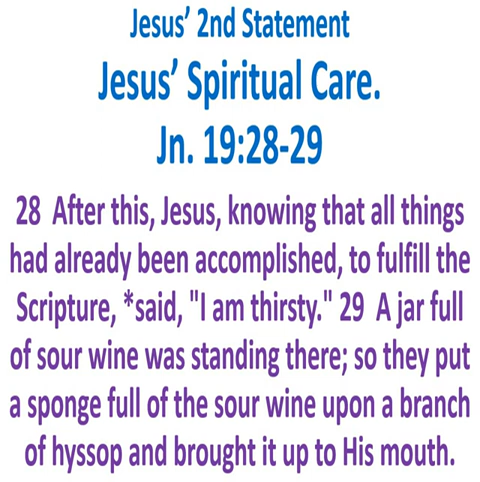 Jesus’ 2nd Statement
Jesus’ Spiritual Care.
Jn. 19:28-29
28  After this, Jesus, knowing that all things
had already been accomplished, to fulfill the
Scripture, *said, "I am thirsty." 29  A jar full
of sour wine was standing there; so they put
a sponge full of the sour wine upon a branch
of hyssop and brought it up to His mouth.